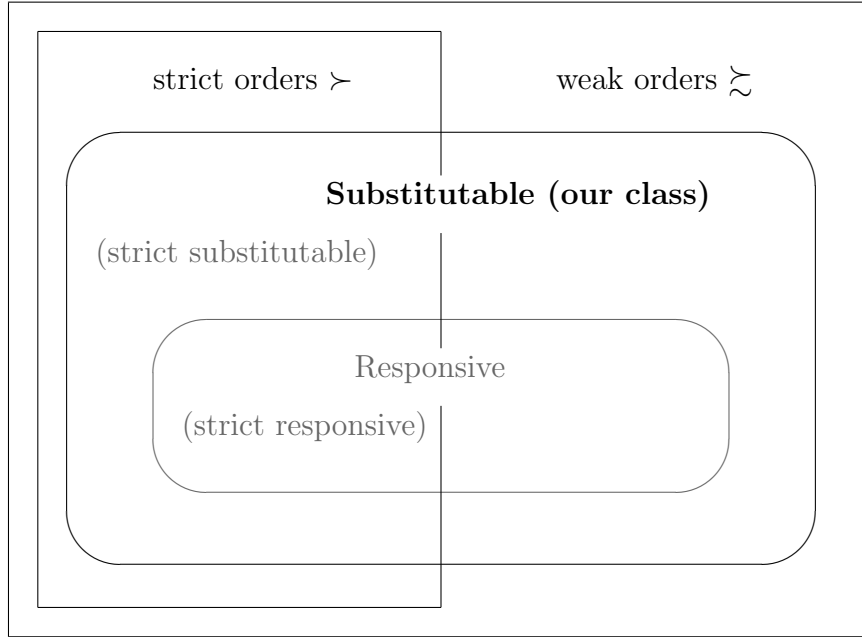 strict orders ≻
weak orders ≿
Substitutable (our class)
(strict substitutable)
Responsive
(strict responsive)